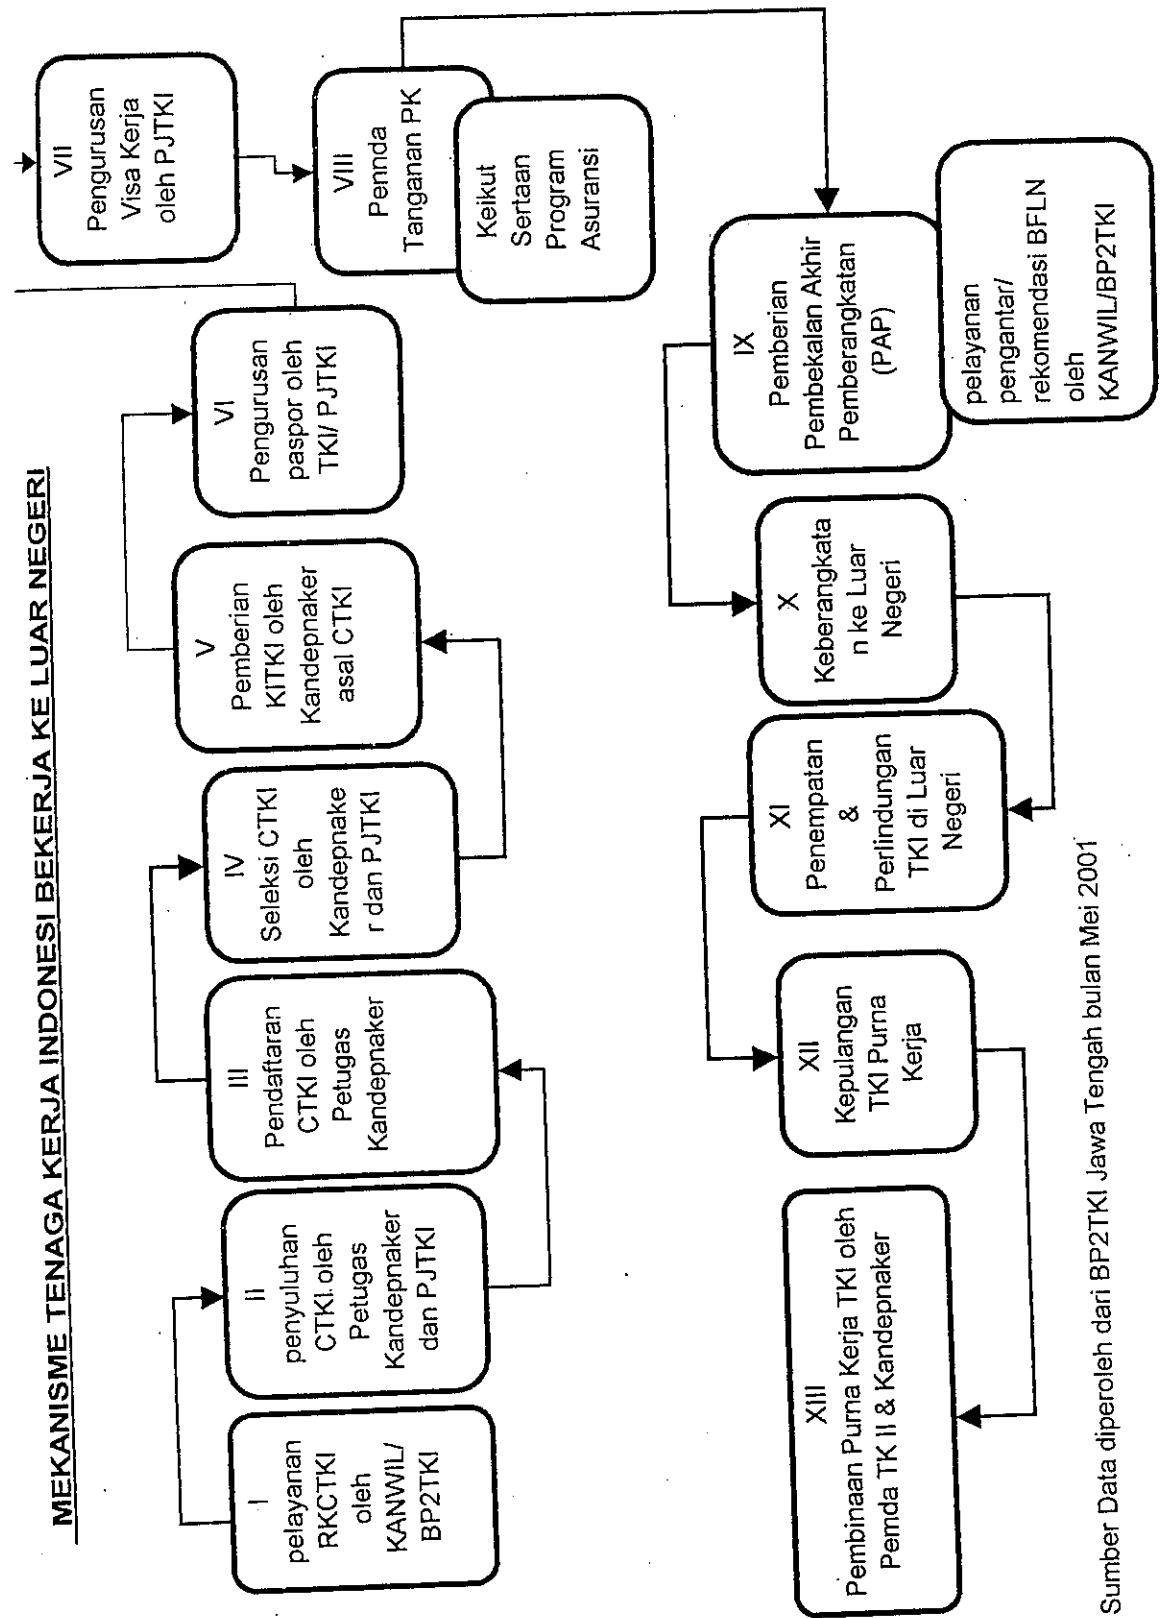 MEKANISME TENAGA KERJA INDONESI BEKERJA KE LUAR NEGERI
I
pelayanan
RKCTKI
oleh
KANWIL/
BP2TKI
II
penyuluhan
CTKI oleh
Petugas
Kandepnaker
dan PJTKI
III
Pendaftaran
CTKI oleh
Petugas
Kandepnaker
IV
Seleksi CTKI
oleh
Kandepnake
r dan PJTKI
V
Pemberian
KITKI oleh
Kandepnaker
asal CTKI
VI
Pengurusan
paspor oleh
TKI/ PJTKI
VII
Pengurusan
Visa Kerja
oleh PJTKI
VIII
Pennda
Tanganan PK
Keikut
Sertaan
Program
Asuransi
IX
Pemberian
Pembekalan Akhir
Pemberangkatan
(PAP)
pelayanan
pengantar/
rekomendasi BFLN
oleh
KANWIL/BP2TKI
X
Keberangkata
n ke Luar
Negeri
XI
Penempatan
&
Perlindungan
TKI di Luar
Negeri
XII
Kepulangan
TKI Purna
Kerja
XIII
Pembinaan Purna Kerja TKI oleh
Pemda TK II & Kandepnaker
Sumber Data diperoleh dari BP2TKI Jawa Tengah bulan Mei 2001